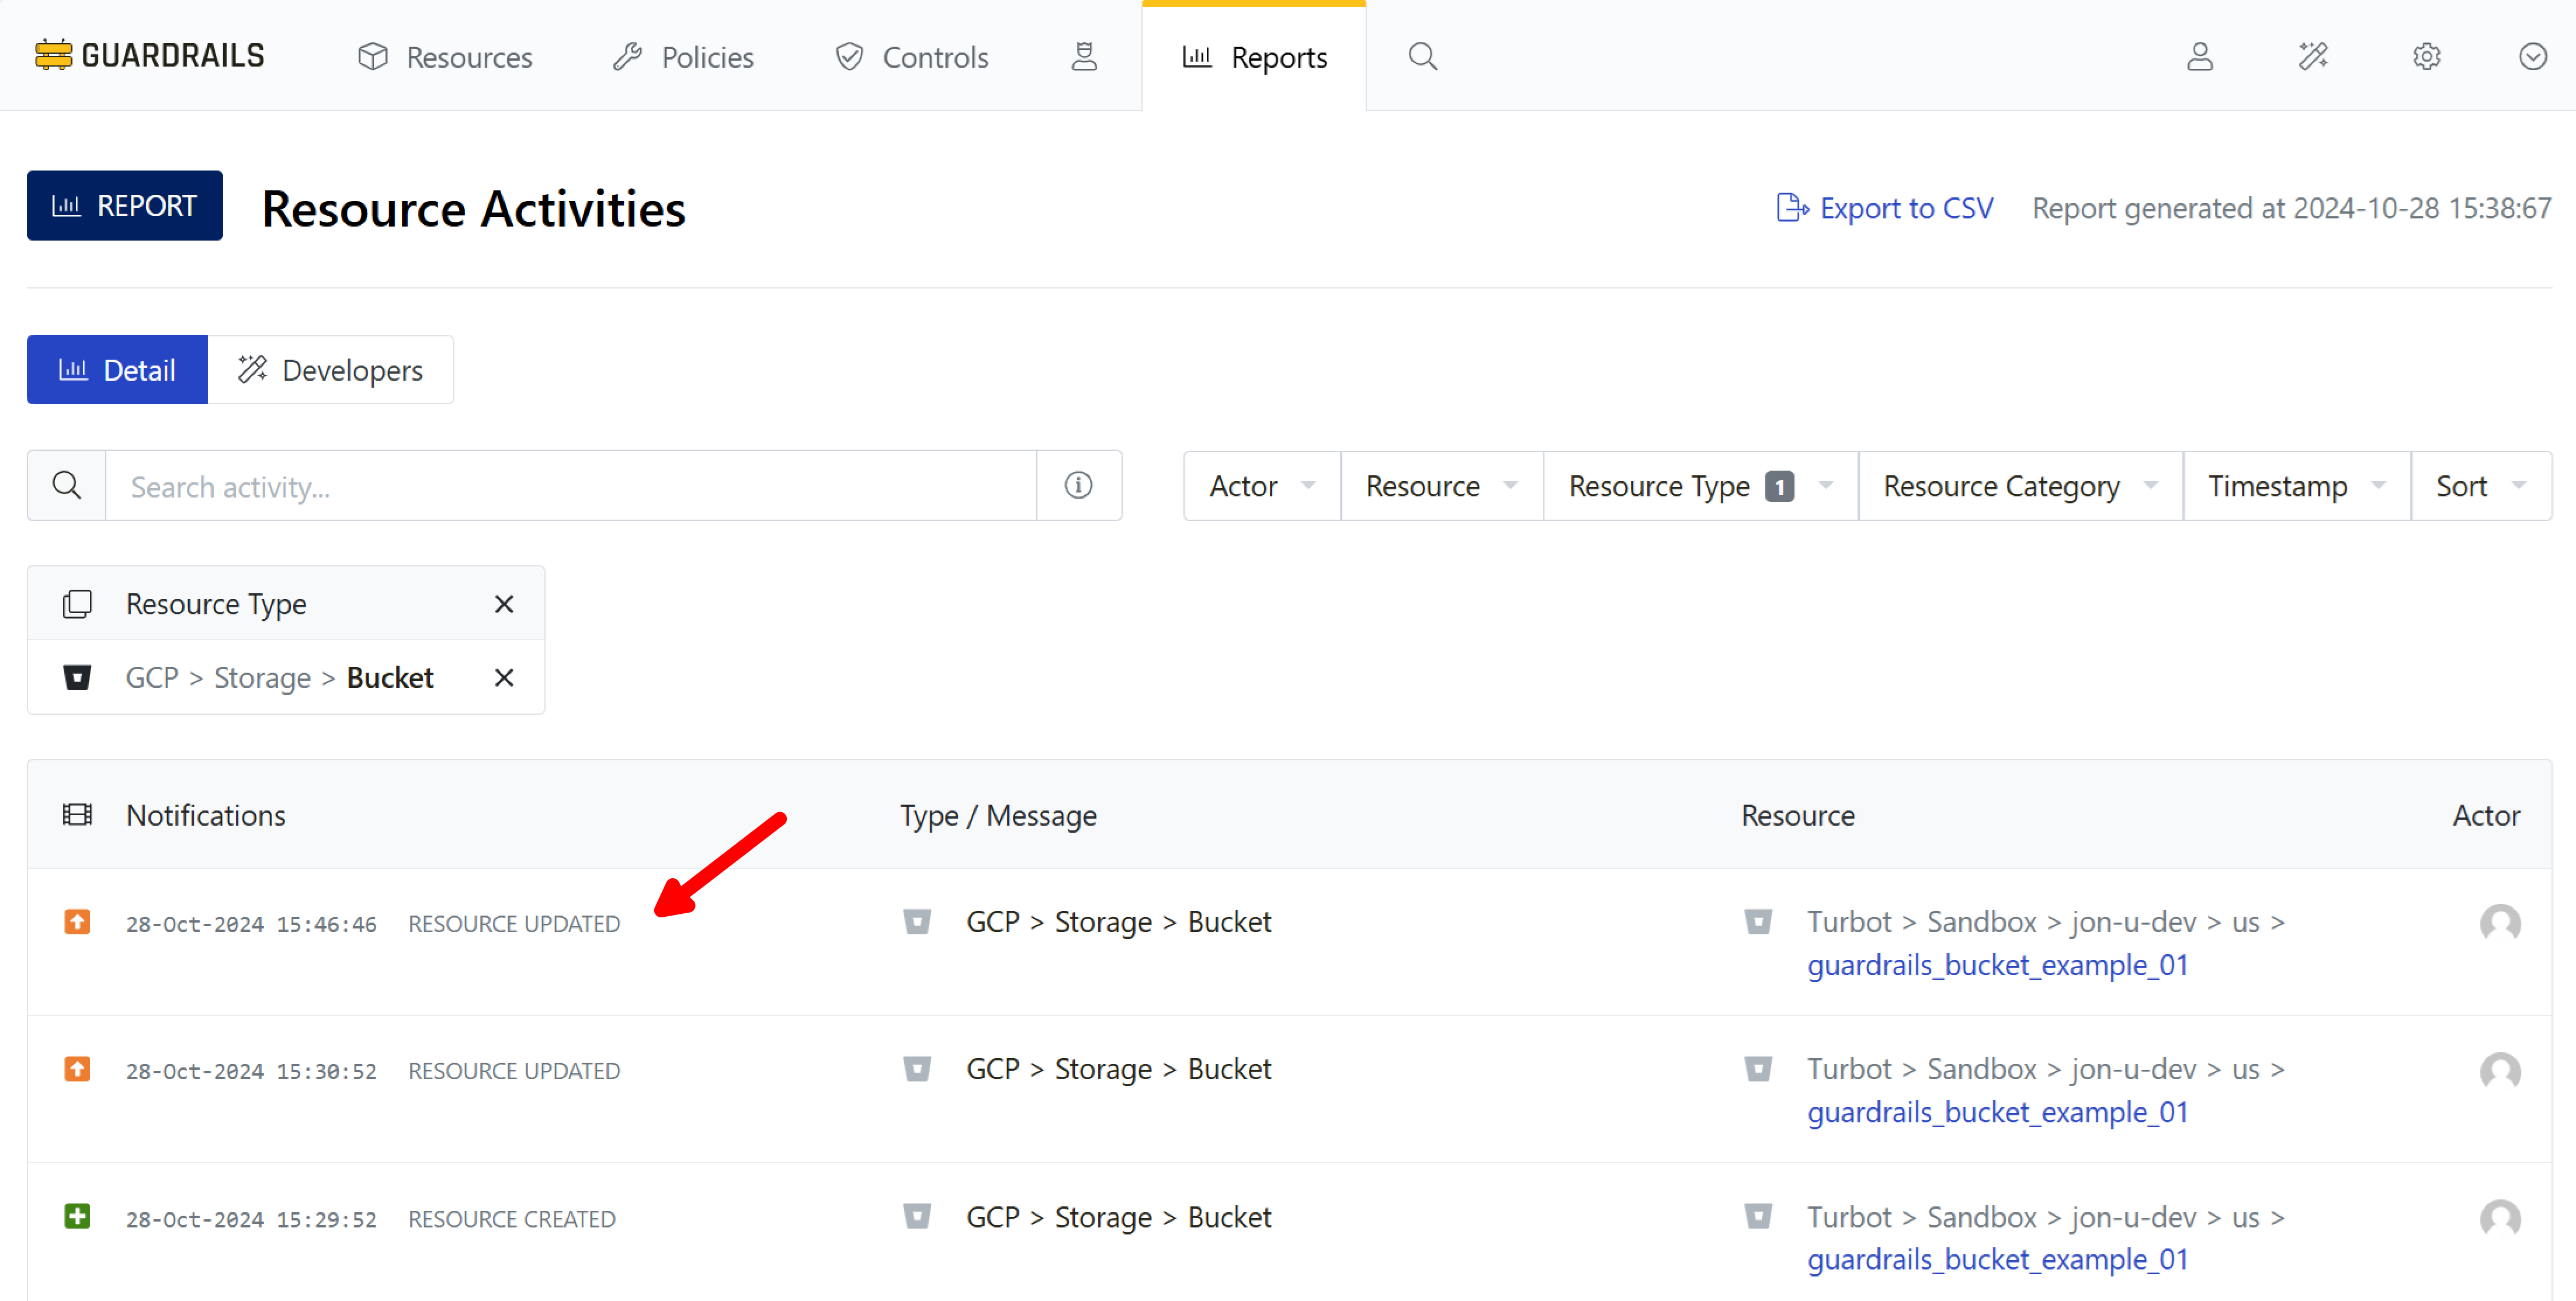 GUARDRAILS Resources Policies Controls Reports
REPORT Resource Activities Export to CSV Report generated at 2024-10-28 15:38:67
Detail Developers
Search activity... Actor Resource Resource Type 1 Resource Category Timestamp Sort
Resource Type
GCP > Storage > Bucket
Notifications Type / Message Resource Actor
28-Oct-2024 15:46:46 RESOURCE UPDATED GCP > Storage > Bucket Turbot > Sandbox > jon-u-dev > us >
guardrails_bucket_example_01
28-Oct-2024 15:30:52 RESOURCE UPDATED GCP > Storage > Bucket Turbot > Sandbox > jon-u-dev > us >
guardrails_bucket_example_01
28-Oct-2024 15:29:52 RESOURCE CREATED GCP > Storage > Bucket Turbot > Sandbox > jon-u-dev > us >
guardrails_bucket_example_01